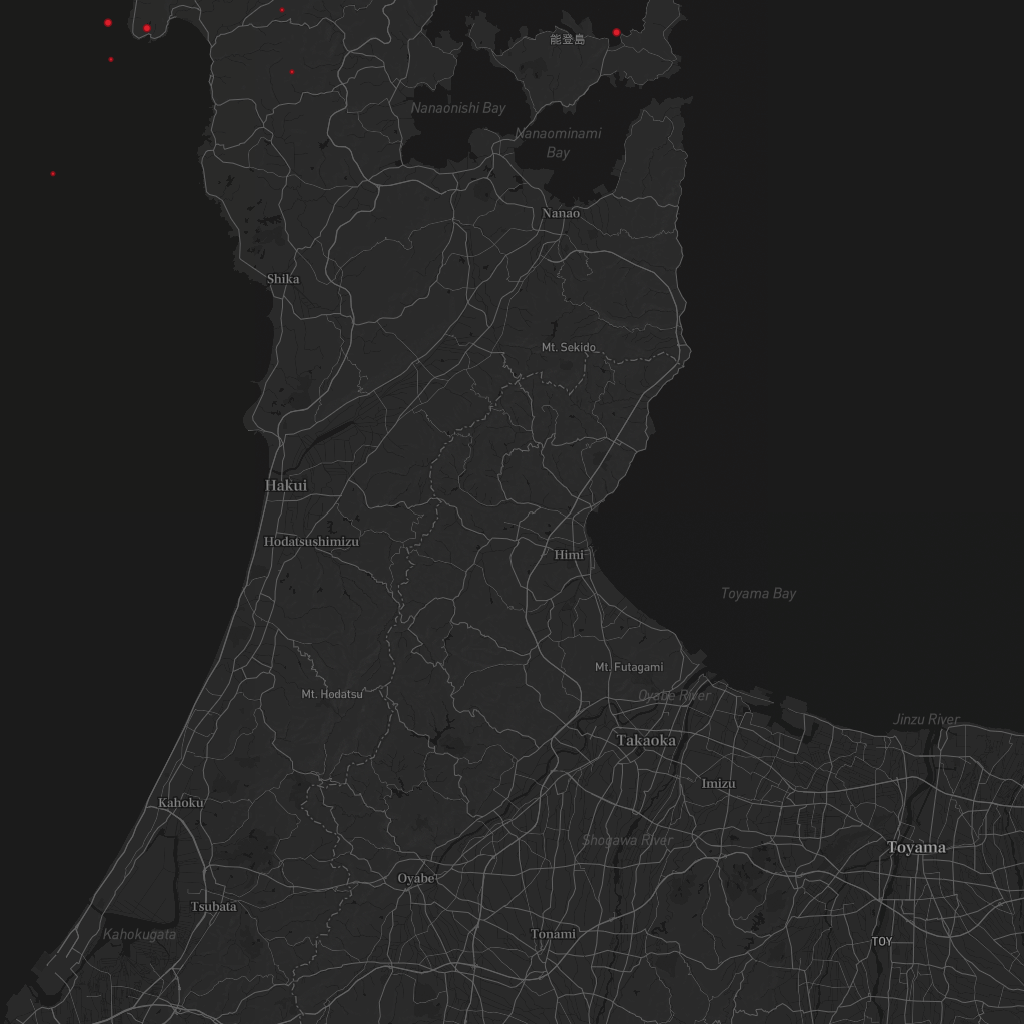 能登島
Nanaonishi Bay
Nanaominami
Bay
Nanao
Shika
Mt. Sekido
Hakui
Hodatsushimizu
Himi
Toyama Bay
Mt. Futagami
Mt. Hodatsu
Oyabe River
Jinzu River
Takaoka
Imizu
Kahoku
Shogawa River
Toyama
Oyabe
Tsubata
Kahokugata
Tonami
TOY